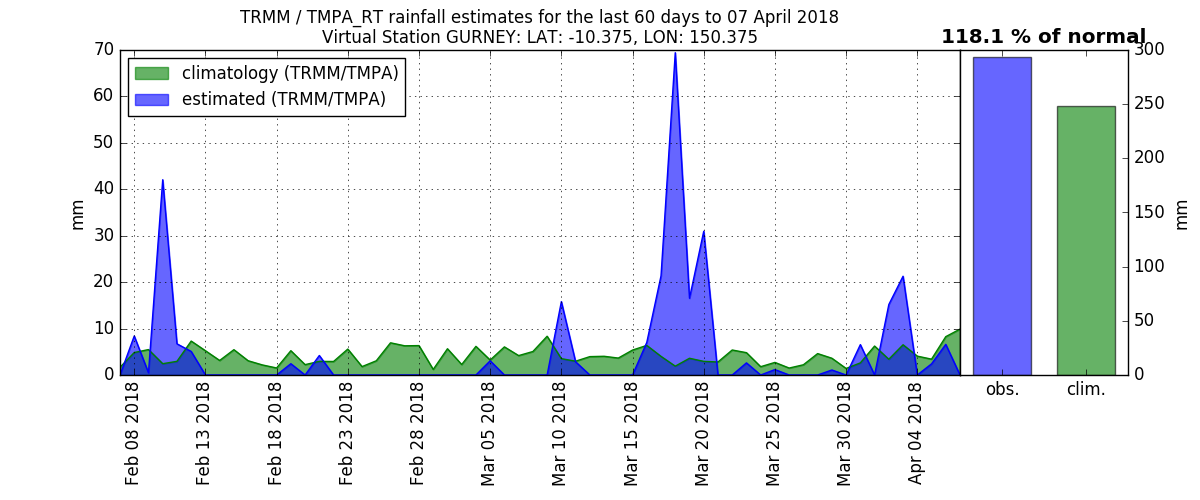 TRMM / TMPA_RT rainfall estimates for the last 60 days to 07 April 2018
Virtual Station GURNEY: LAT: -10.375, LON: 150.375
118.1 % of normal
climatology (TRMM/TMPA)
estimated (TRMM/TMPA)
70
60
50
40
30
20
10
0
mm
300
250
200
150
100
50
0
mm
Feb 08 2018
Feb 13 2018
Feb 18 2018
Feb 23 2018
Feb 28 2018
Mar 05 2018
Mar 10 2018
Mar 15 2018
Mar 20 2018
Mar 25 2018
Mar 30 2018
Apr 04 2018
obs.
clim.